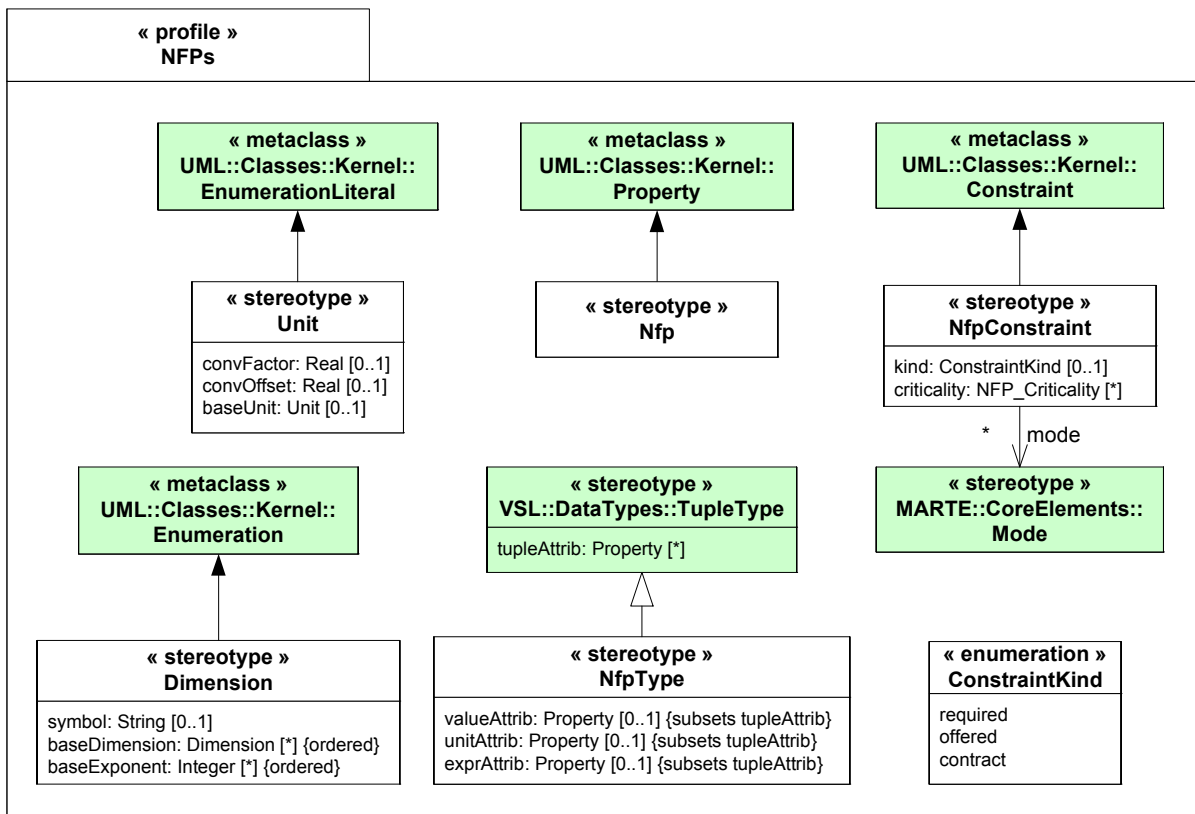 « profile »
NFPs
« metaclass »
UML::Classes::Kernel::
EnumerationLiteral
« metaclass »
UML::Classes::Kernel::
Property
« metaclass »
UML::Classes::Kernel::
Constraint
« stereotype »
Unit
convFactor: Real [0..1]
convOffset: Real [0..1]
baseUnit: Unit [0..1]
« stereotype »
Nfp
« stereotype »
NfpConstraint
kind: ConstraintKind [0..1]
criticality: NFP_Criticality [*]
* mode
« metaclass »
UML::Classes::Kernel::
Enumeration
« stereotype »
VSL::DataTypes::TupleType
tupleAttrib: Property [*]
« stereotype »
MARTE::CoreElements::
Mode
« stereotype »
Dimension
symbol: String [0..1]
baseDimension: Dimension [*] {ordered}
baseExponent: Integer [*] {ordered}
« stereotype »
NfpType
valueAttrib: Property [0..1] {subsets tupleAttrib}
unitAttrib: Property [0..1] {subsets tupleAttrib}
exprAttrib: Property [0..1] {subsets tupleAttrib}
« enumeration »
ConstraintKind
required
offered
contract